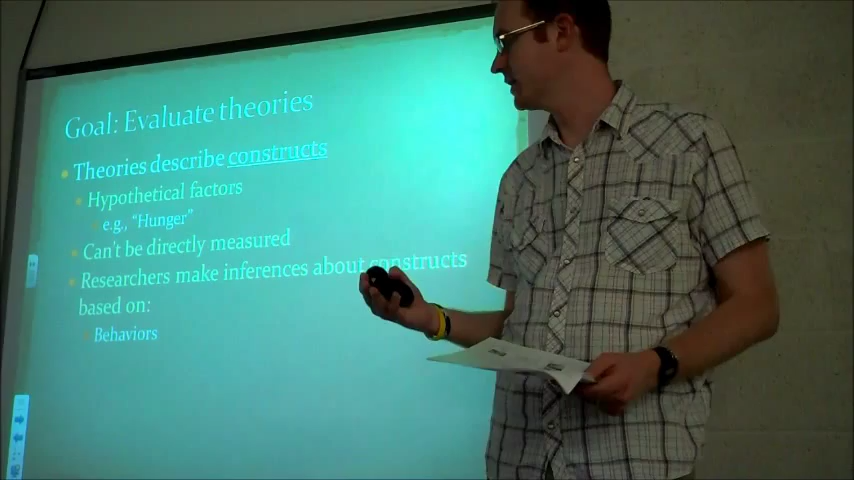 Goal: Evaluate theories
Theories describe constructs
Hypothetical factors
e.g., "Hunger"
Can't be directly measured
Researchers make inferences about constructs
based on:
Behaviors